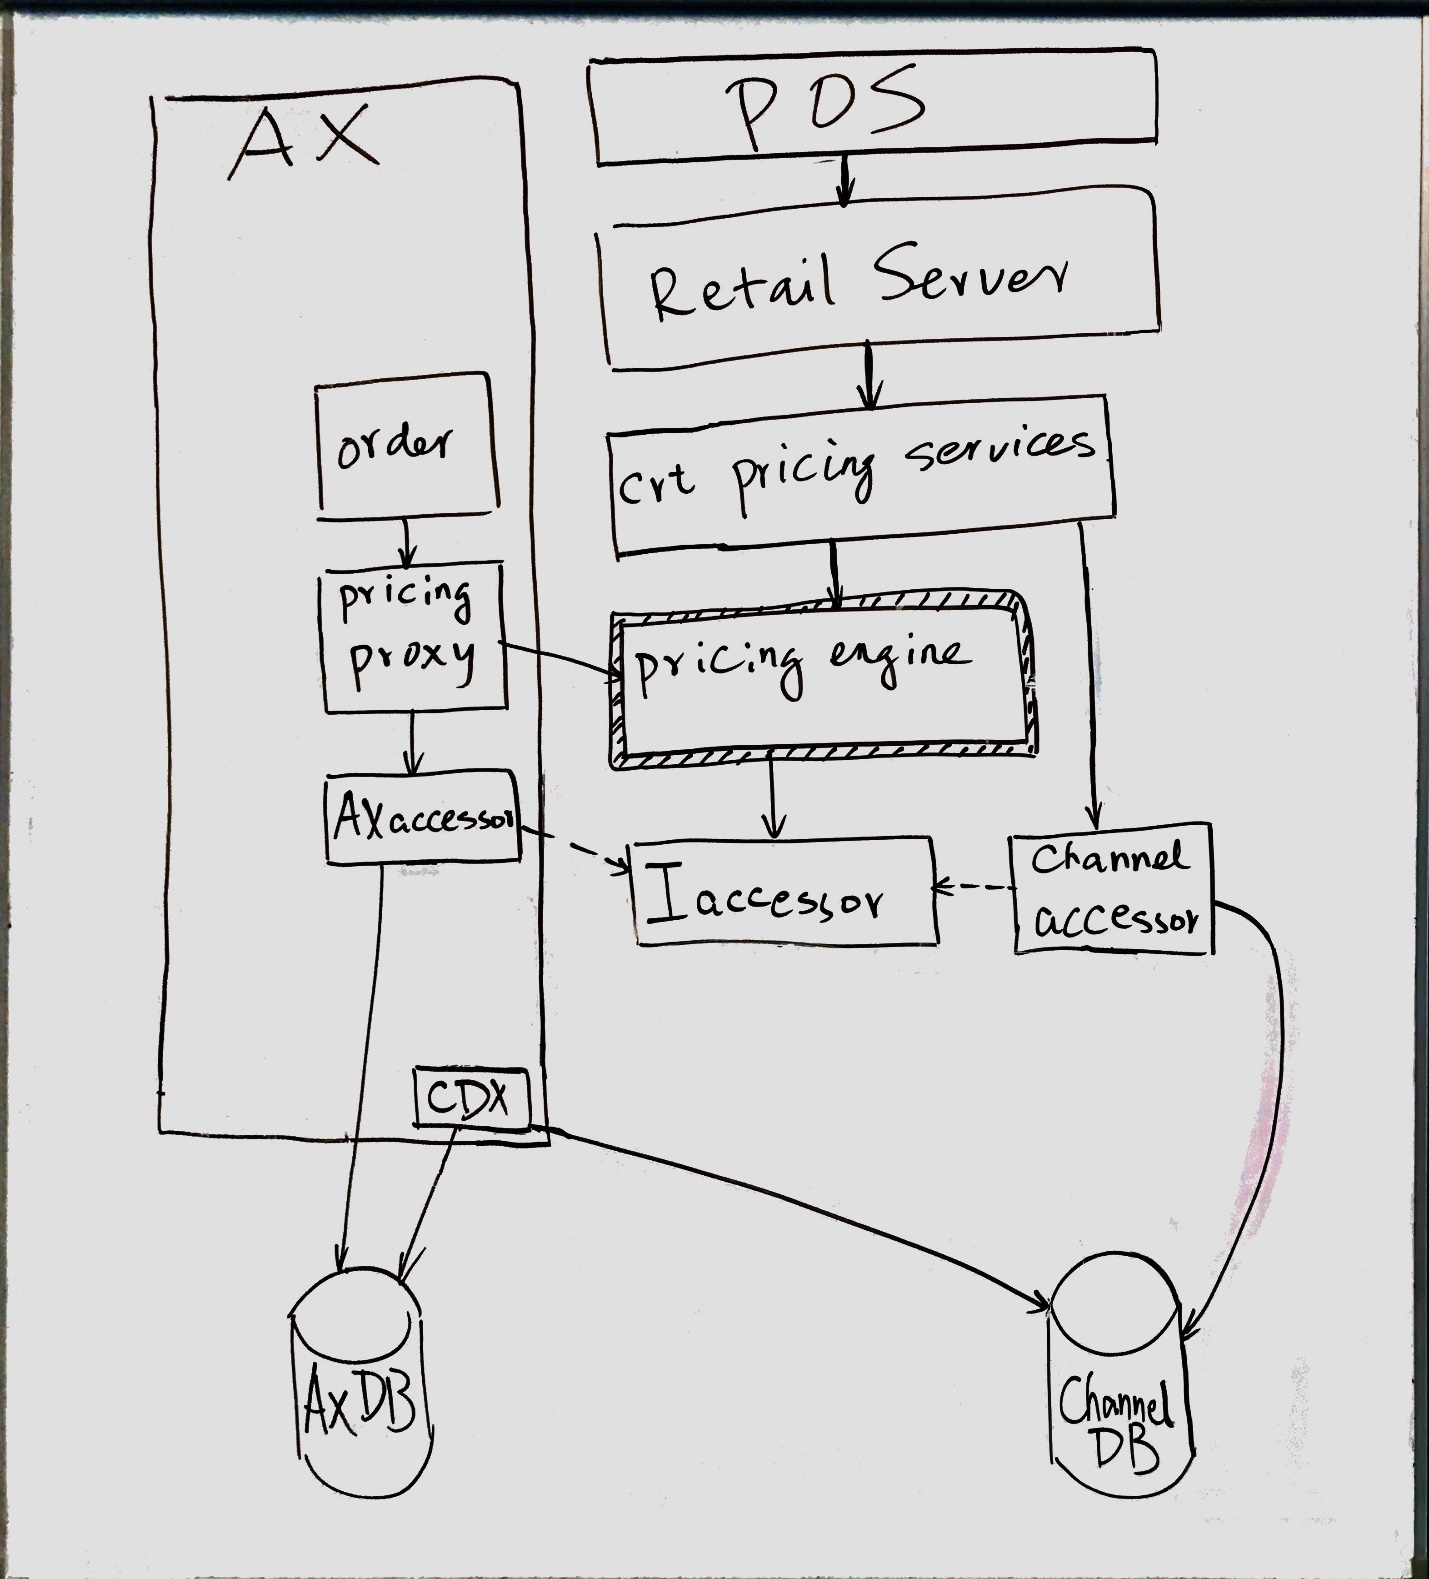 AX
POS
Retail Server
order
crt pricing services
pricing
proxy
pricing engine
AXaccessor
Iaccessor
Channel
accessor
CDX
AxDB
Channel
DB